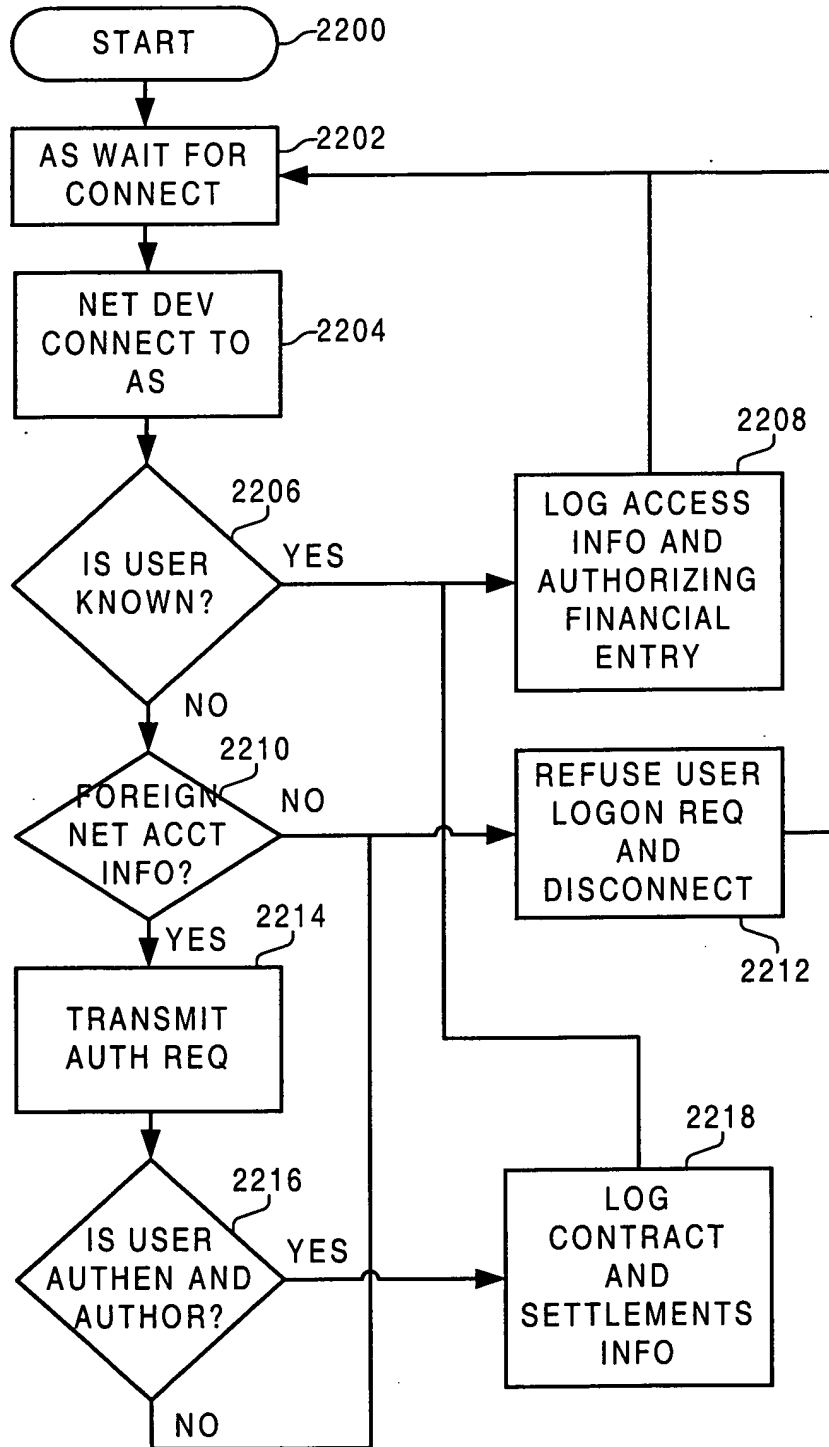 START
2200
AS WAIT FOR
CONNECT
2202
NET DEV
CONNECT TO
AS
2204
IS USER
KNOWN?
2206
YES
NO
LOG ACCESS
INFO AND
AUTHORIZING
FINANCIAL
ENTRY
2208
FOREIGN
NET ACCT
INFO?
2210
NO
YES
REFUSE USER
LOGON REQ
AND
DISCONNECT
2212
TRANSMIT
AUTH REQ
2214
IS USER
AUTHEN AND
AUTHOR?
2216
YES
NO
LOG
CONTRACT
AND
SETTLEMENTS
INFO
2218